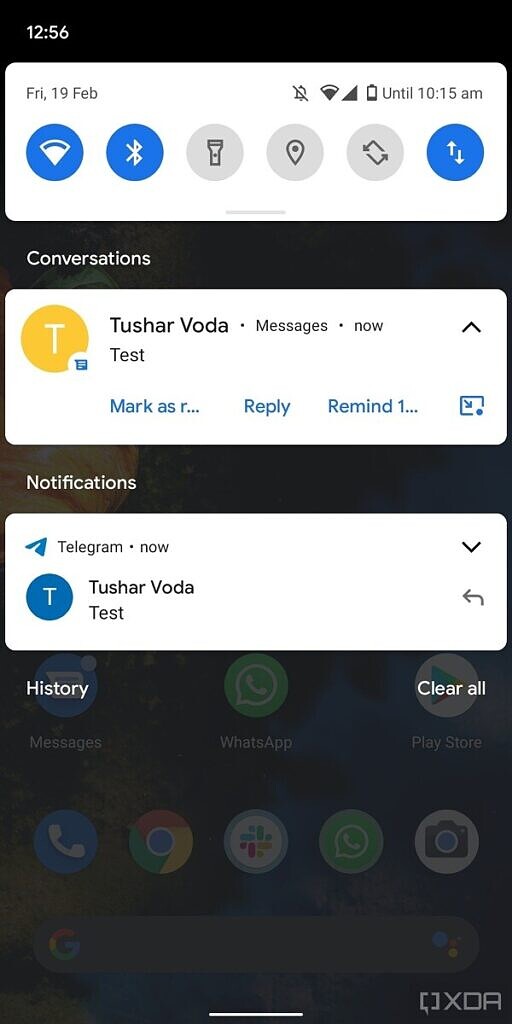 12:56
Fri, 19 Feb Until 10:15 am
Conversations
T Tushar Voda · Messages · now
Test
Mark as r... Reply Remind 1...
Notifications
Telegram • now
T Tushar Voda
Test
History Clear all
Messages WhatsApp Play Store
G
XDA